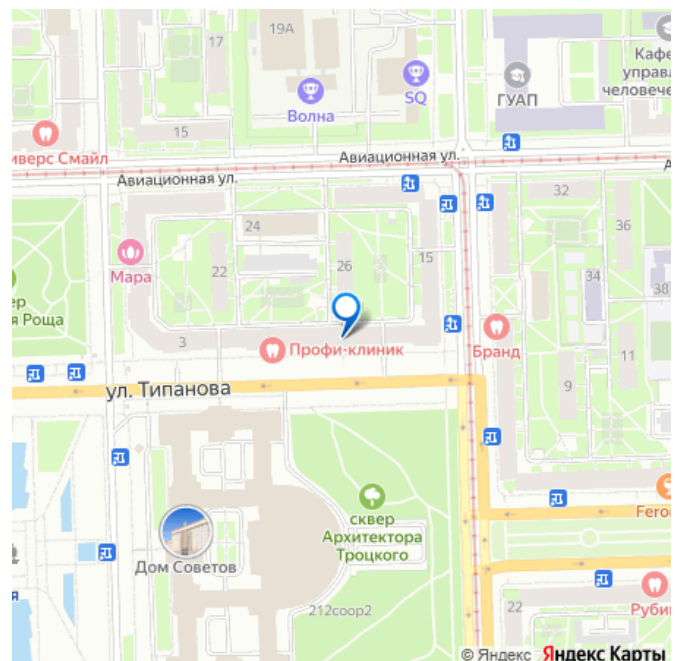 19А
17
Кафе
управл
человече
Волна
SQ
ГУАП
15
иверс Смайл
Авиационная ул.
А
Авиационная ул.
32
24
36
Мара
22
26
15
34
38
ер
я Роща
3
Профи-клиник
Бранд
11
9
ул. Типанова
сквер
Архитектора
Троцкого
Feroн
Дом Советов
я
212соор2
22
Руби
© Яндекс Яндекс Карты